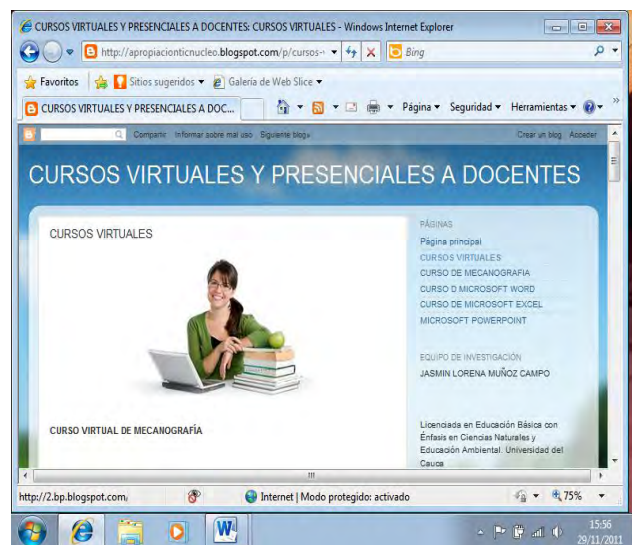 CURSOS VIRTUALES Y PRESENCIALES A DOCENTES: CURSOS VIRTUALES - Windows Internet Explorer
http://apropiacionticnucleo.blogspot.com/p/cursos- Bing
Favoritos Sitios sugeridos Galería de Web Slice
CURSOS VIRTUALES Y PRESENCIALES A DOC... Página Seguridad Herramientas
Compartir Informar sobre mal uso Siguiente blog» Crear un blog Acceder
CURSOS VIRTUALES Y PRESENCIALES A DOCENTES
CURSOS VIRTUALES
CURSO VIRTUAL DE MECANOGRAFÍA
PÁGINAS
Página principal
CURSOS VIRTUALES
CURSO DE MECANOGRAFIA
CURSO D MICROSOFT WORD
CURSO DE MICROSOFT EXCEL
MICROSOFT POWERPOINT
EQUIPO DE INVESTIGACIÓN
JASMIN LORENA MUÑOZ CAMPO
Licenciada en Educación Básica con
Énfasis en Ciencias Naturales y
Educación Ambiental. Universidad del
Cauca
http://2.bp.blogspot.com, Internet | Modo protegido: activado 75%
15:56
29/11/2011